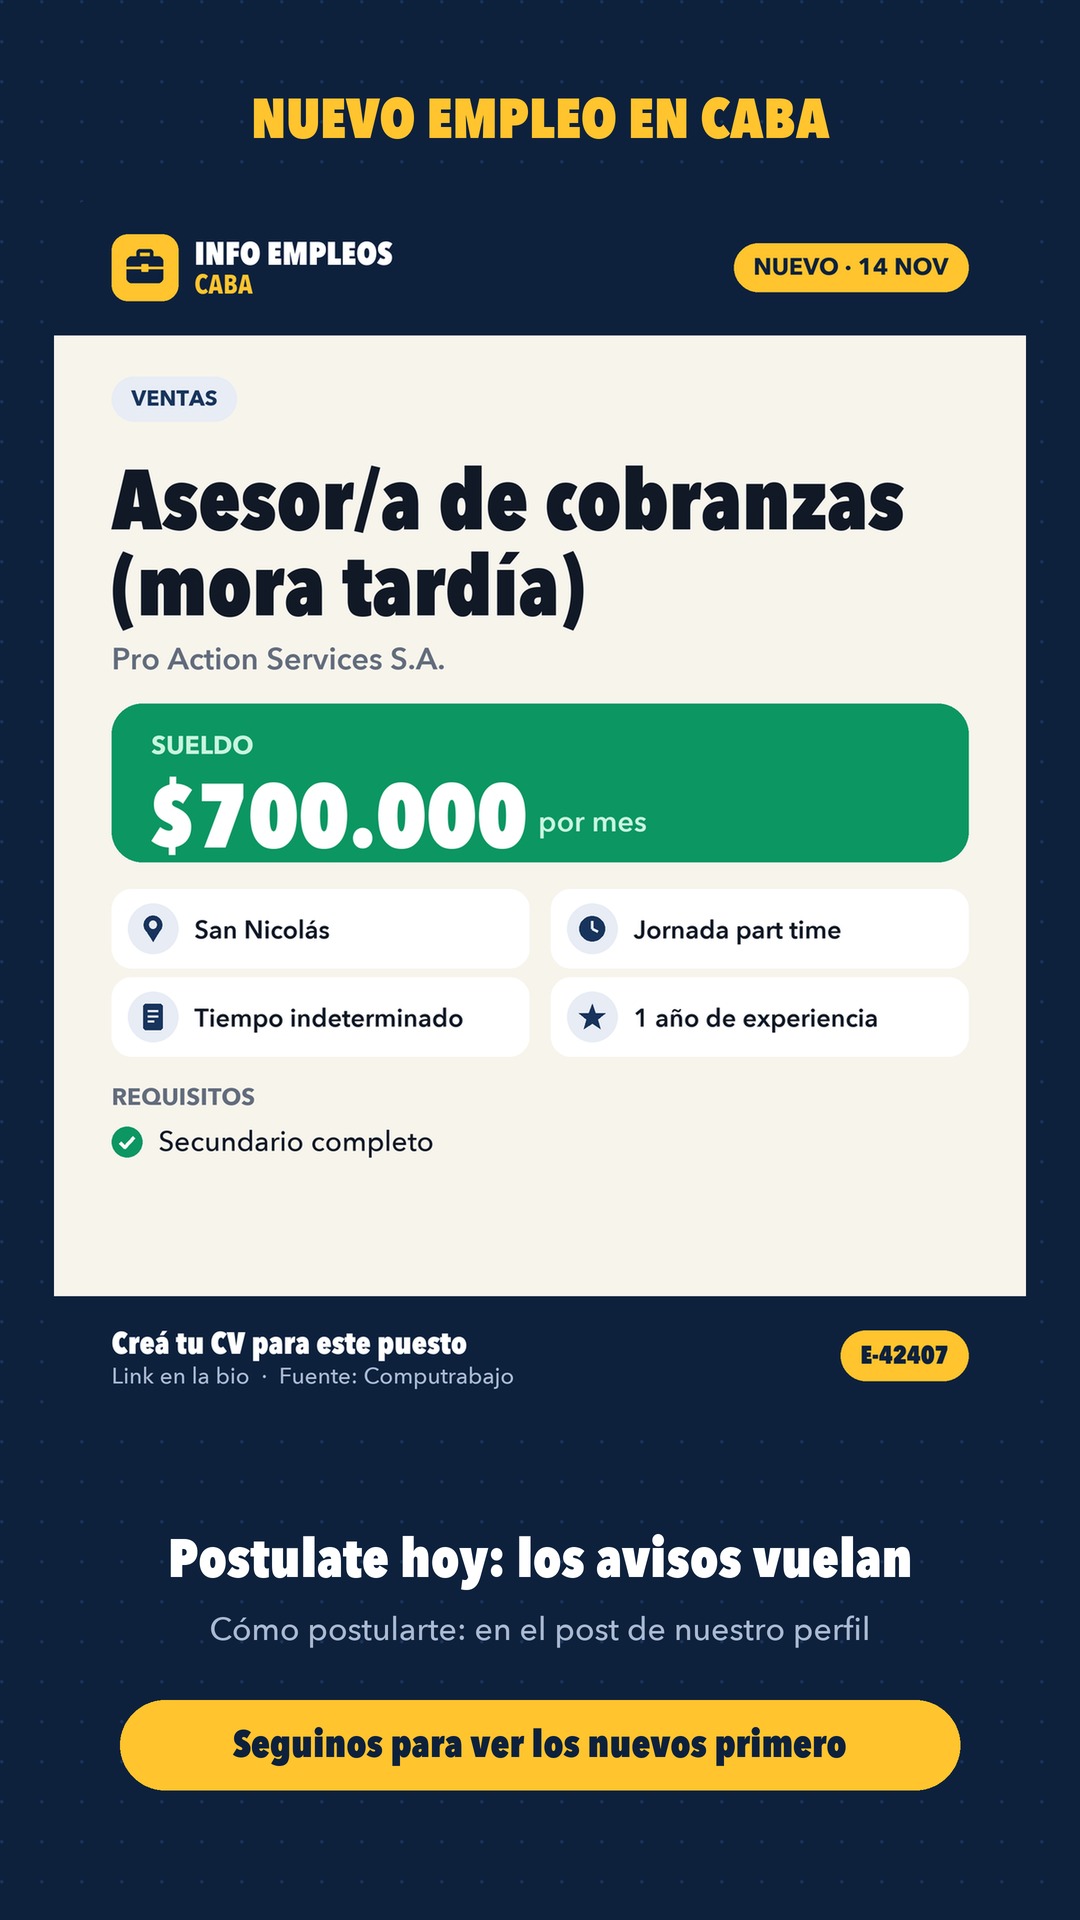 NUEVO EMPLEO EN CABA
INFO EMPLEOS
CABA
NUEVO · 14 NOV
VENTAS
Asesor/a de cobranzas
(mora tardía)
Pro Action Services S.A.
SUELDO
$700.000 por mes
San Nicolás
Jornada part time
Tiempo indeterminado
1 año de experiencia
REQUISITOS
Secundario completo
Creá tu CV para este puesto
Link en la bio · Fuente: Computrabajo
E-42407
Postulate hoy: los avisos vuelan
Cómo postularte: en el post de nuestro perfil
Seguinos para ver los nuevos primero